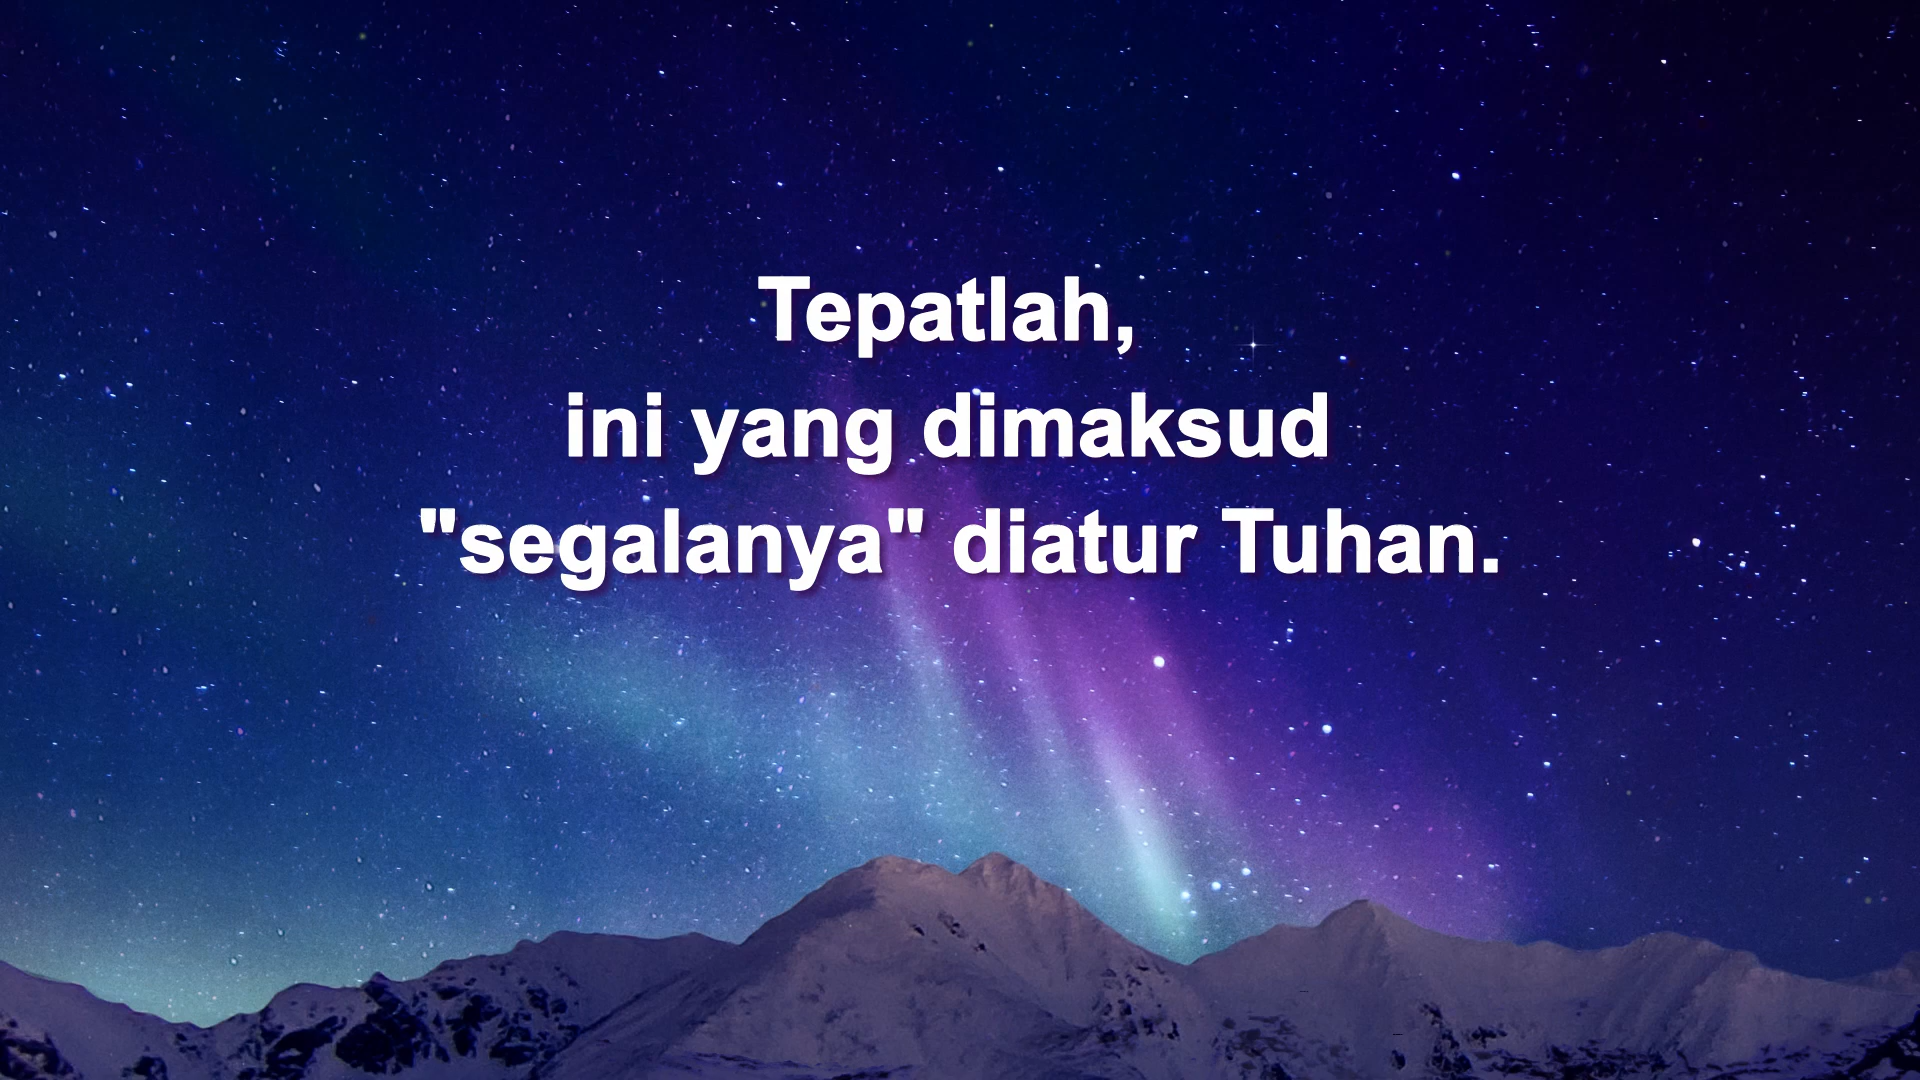 Tepatlah,
ini yang dimaksud
"segalanya" diatur Tuhan.